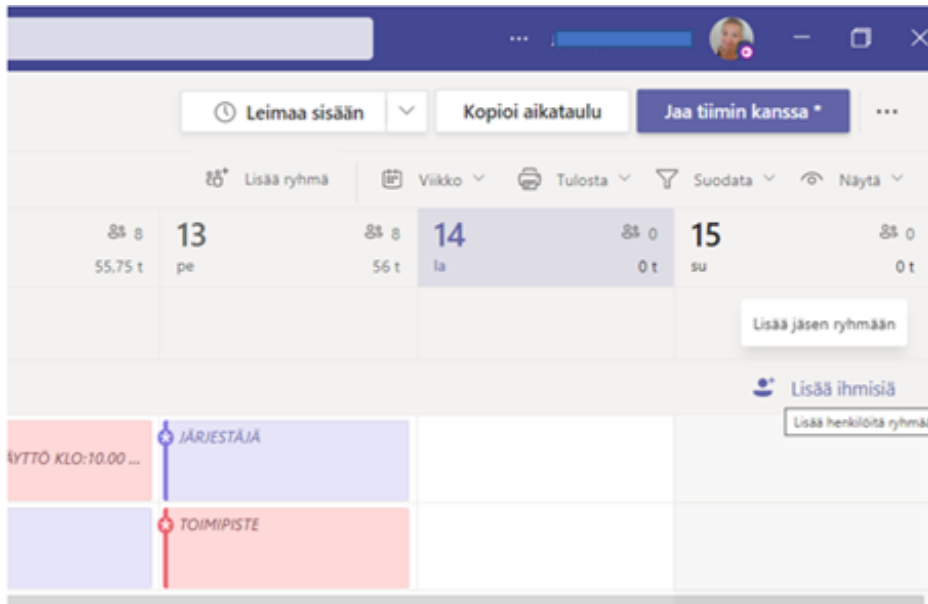 Leimaa sisään
Kopioi aikataulu
Jaa tiimin kanssa *
Lisää ryhmä
Viikko
Tulosta
Suodata
Näytä
8
13
8
14
0
15
0
55,75 t
pe
56 t
la
0 t
su
0 t
Lisää jäsen ryhmään
Lisää ihmisiä
Lisää henkilöitä
JÄRJESTÄJÄ
KLO:10.00 ...
TOIMIPISTE